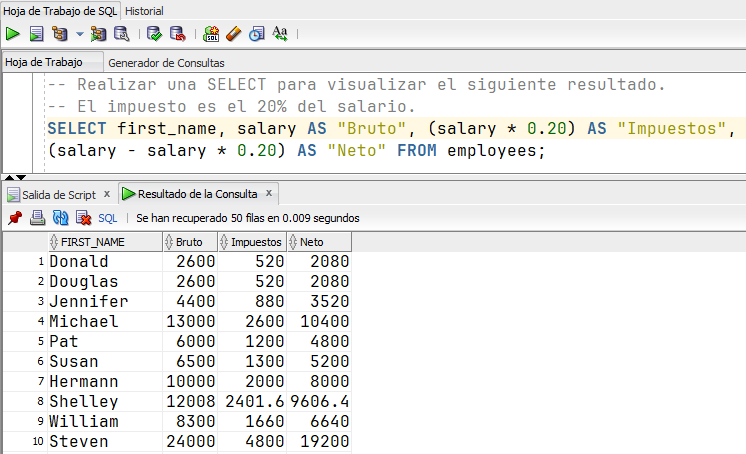 Hoja de Trabajo de SQL Historial
SQL Aa
Hoja de Trabajo Generador de Consultas
-- Realizar una SELECT para visualizar el siguiente resultado.
-- El impuesto es el 20% del salario.
SELECT first_name, salary AS "Bruto", (salary * 0.20) AS "Impuestos",
(salary - salary * 0.20) AS "Neto" FROM employees;
Salida de Script x Resultado de la Consulta x
SQL | Se han recuperado 50 filas en 0.009 segundos
FIRST_NAME Bruto Impuestos Neto
1 Donald 2600 520 2080
2 Douglas 2600 520 2080
3 Jennifer 4400 880 3520
4 Michael 13000 2600 10400
5 Pat 6000 1200 4800
6 Susan 6500 1300 5200
7 Hermann 10000 2000 8000
8 Shelley 12008 2401.6 9606.4
9 William 8300 1660 6640
10 Steven 24000 4800 19200